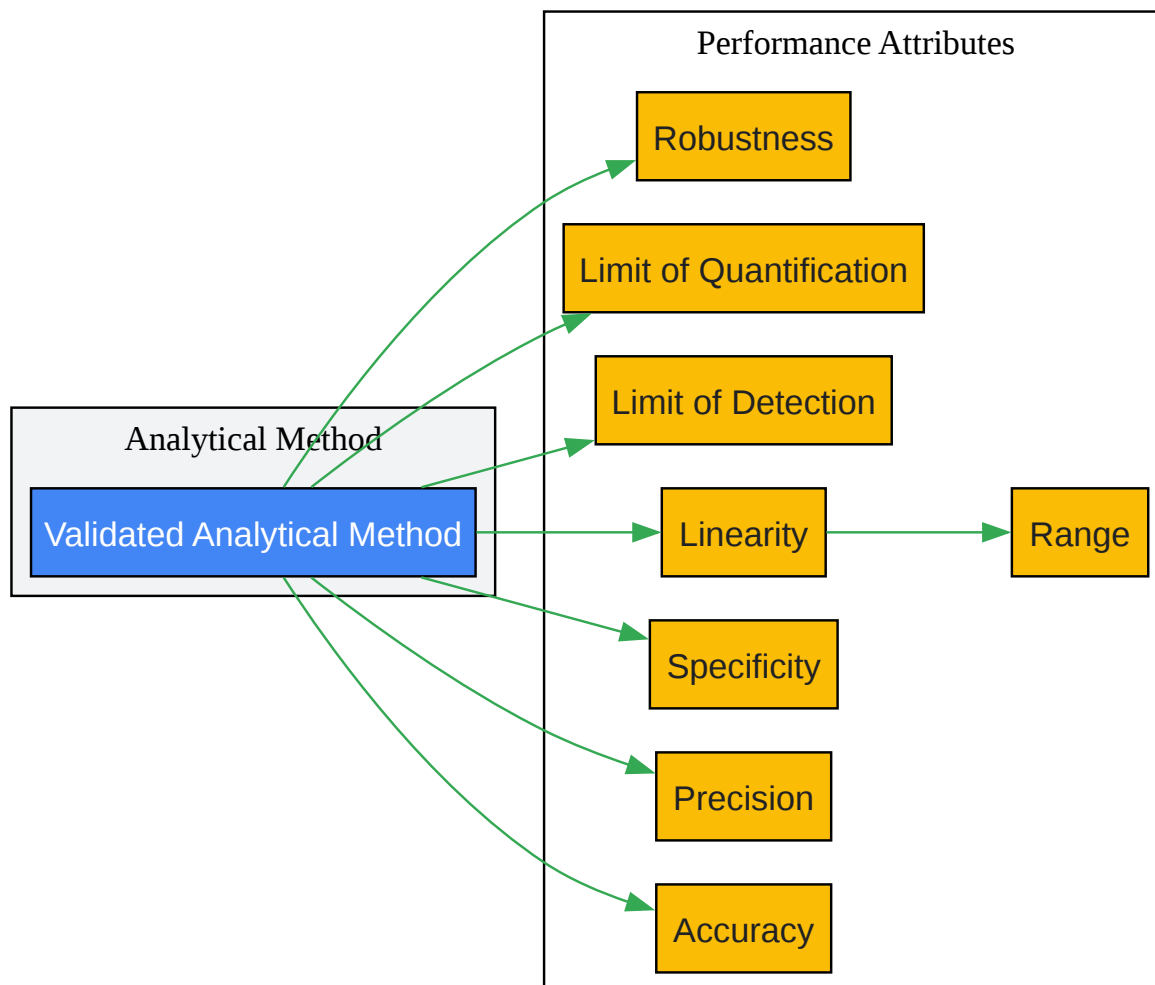 Performance Attributes
Robustness
Limit of Quantification
Limit of Detection
Analytical Method
Validated Analytical Method
Linearity
Range
Specificity
Precision
Accuracy